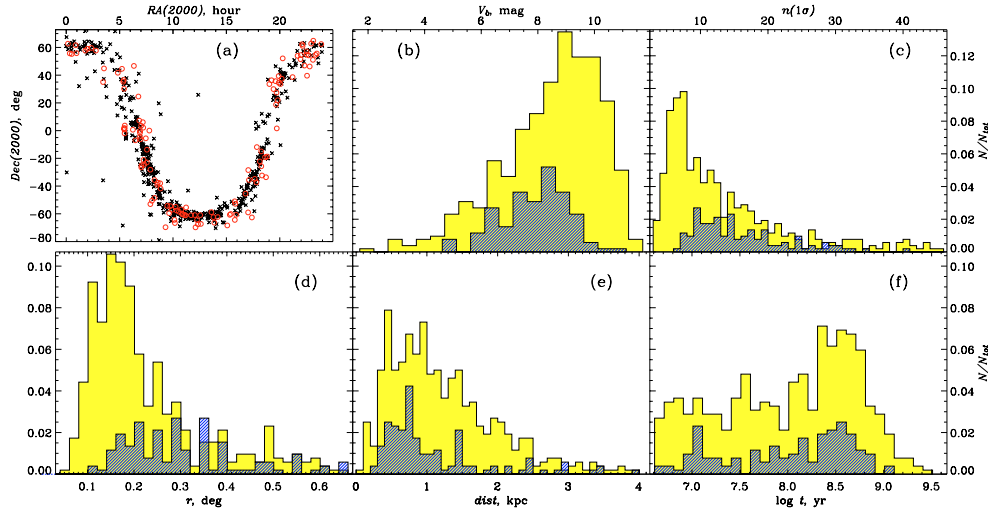 RA(2000), hour
V_b, mag
n(1σ)
0 5 10 15 20
2 4 6 8 10
10 20 30 40
Dec(2000), deg
60
40
20
0
−20
−40
−60
−80
(a)
(b)
(c)
0.12
0.10
0.08
0.06
0.04
0.02
0.00
N/N_tot
0.10
0.08
0.06
0.04
0.02
0.00
(d)
(e)
(f)
0.10
0.08
0.06
0.04
0.02
0.00
N/N_tot
0.1 0.2 0.3 0.4 0.5 0.6
0 1 2 3 4
7.0 7.5 8.0 8.5 9.0 9.5
r, deg
dist, kpc
log t, yr